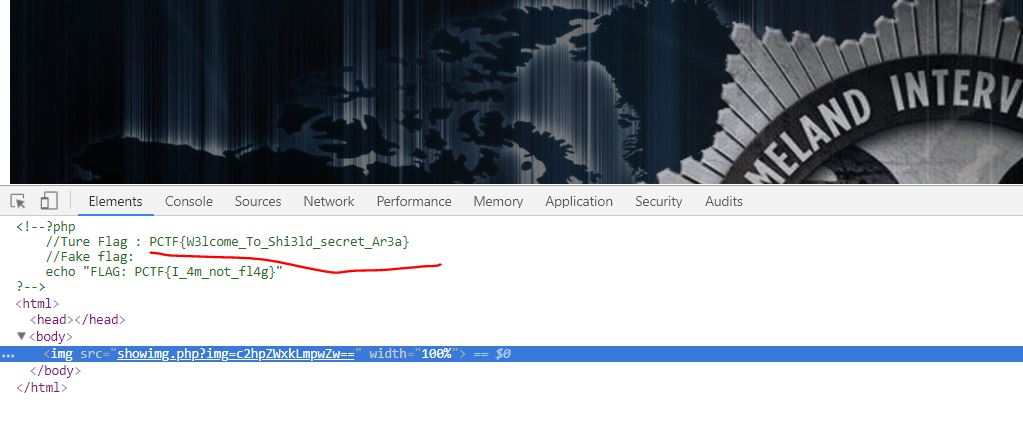 MELAND INTERV
Elements Console Sources Network Performance Memory Application Security Audits
<!--?php
//Ture Flag : PCTF{W3lcome_To_Shi3ld_secret_Ar3a}
//Fake flag:
echo "FLAG: PCTF{I_4m_not_fl4g}"
?-->
<html>
<head></head>
▼<body>
... <img src="showimg.php?img=c2hpZWxkLmpwZw==" width="100%"> == $0
</body>
</html>